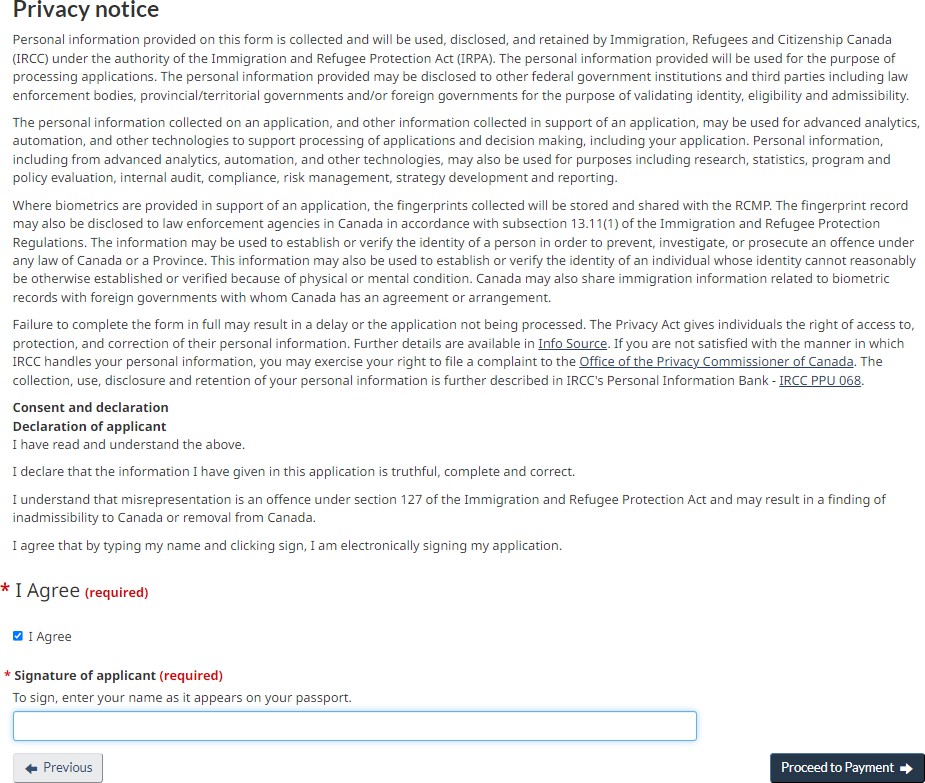 Privacy notice
Personal information provided on this form is collected and will be used, disclosed, and retained by Immigration, Refugees and Citizenship Canada
(IRCC) under the authority of the Immigration and Refugee Protection Act (IRPA). The personal information provided will be used for the purpose of
processing applications. The personal information provided may be disclosed to other federal government institutions and third parties including law
enforcement bodies, provincial/territorial governments and/or foreign governments for the purpose of validating identity, eligibility and admissibility.
The personal information collected on an application, and other information collected in support of an application, may be used for advanced analytics,
automation, and other technologies to support processing of applications and decision making, including your application. Personal information,
including from advanced analytics, automation, and other technologies, may also be used for purposes including research, statistics, program and
policy evaluation, internal audit, compliance, risk management, strategy development and reporting.
Where biometrics are provided in support of an application, the fingerprints collected will be stored and shared with the RCMP. The fingerprint record
may also be disclosed to law enforcement agencies in Canada in accordance with subsection 13.11(1) of the Immigration and Refugee Protection
Regulations. The information may be used to establish or verify the identity of a person in order to prevent, investigate, or prosecute an offence under
any law of Canada or a Province. This information may also be used to establish or verify the identity of an individual whose identity cannot reasonably
be otherwise established or verified because of physical or mental condition. Canada may also share immigration information related to biometric
records with foreign governments with whom Canada has an agreement or arrangement.
Failure to complete the form in full may result in a delay or the application not being processed. The Privacy Act gives individuals the right of access to,
protection, and correction of their personal information. Further details are available in Info Source. If you are not satisfied with the manner in which
IRCC handles your personal information, you may exercise your right to file a complaint to the Office of the Privacy Commissioner of Canada. The
collection, use, disclosure and retention of your personal information is further described in IRCC's Personal Information Bank - IRCC PPU 068.
Consent and declaration
Declaration of applicant
I have read and understand the above.
I declare that the information I have given in this application is truthful, complete and correct.
I understand that misrepresentation is an offence under section 127 of the Immigration and Refugee Protection Act and may result in a finding of
inadmissibility to Canada or removal from Canada.
I agree that by typing my name and clicking sign, I am electronically signing my application.
* I Agree (required)
I Agree
* Signature of applicant (required)
To sign, enter your name as it appears on your passport.
Previous
Proceed to Payment